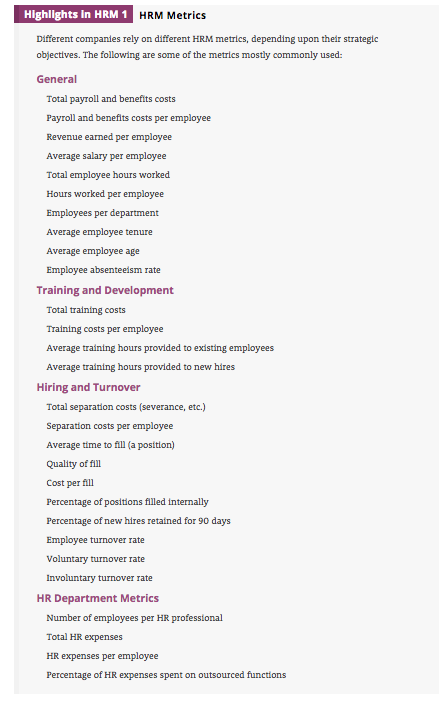 Highlights in HRM 1 HRM Metrics
Different companies rely on different HRM metrics, depending upon their strategic
objectives. The following are some of the metrics mostly commonly used:
General
Total payroll and benefits costs
Payroll and benefits costs per employee
Revenue earned per employee
Average salary per employee
Total employee hours worked
Hours worked per employee
Employees per department
Average employee tenure
Average employee age
Employee absenteeism rate
Training and Development
Total training costs
Training costs per employee
Average training hours provided to existing employees
Average training hours provided to new hires
Hiring and Turnover
Total separation costs (severance, etc.)
Separation costs per employee
Average time to fill (a position)
Quality of fill
Cost per fill
Percentage of positions filled internally
Percentage of new hires retained for 90 days
Employee turnover rate
Voluntary turnover rate
Involuntary turnover rate
HR Department Metrics
Number of employees per HR professional
Total HR expenses
HR expenses per employee
Percentage of HR expenses spent on outsourced functions